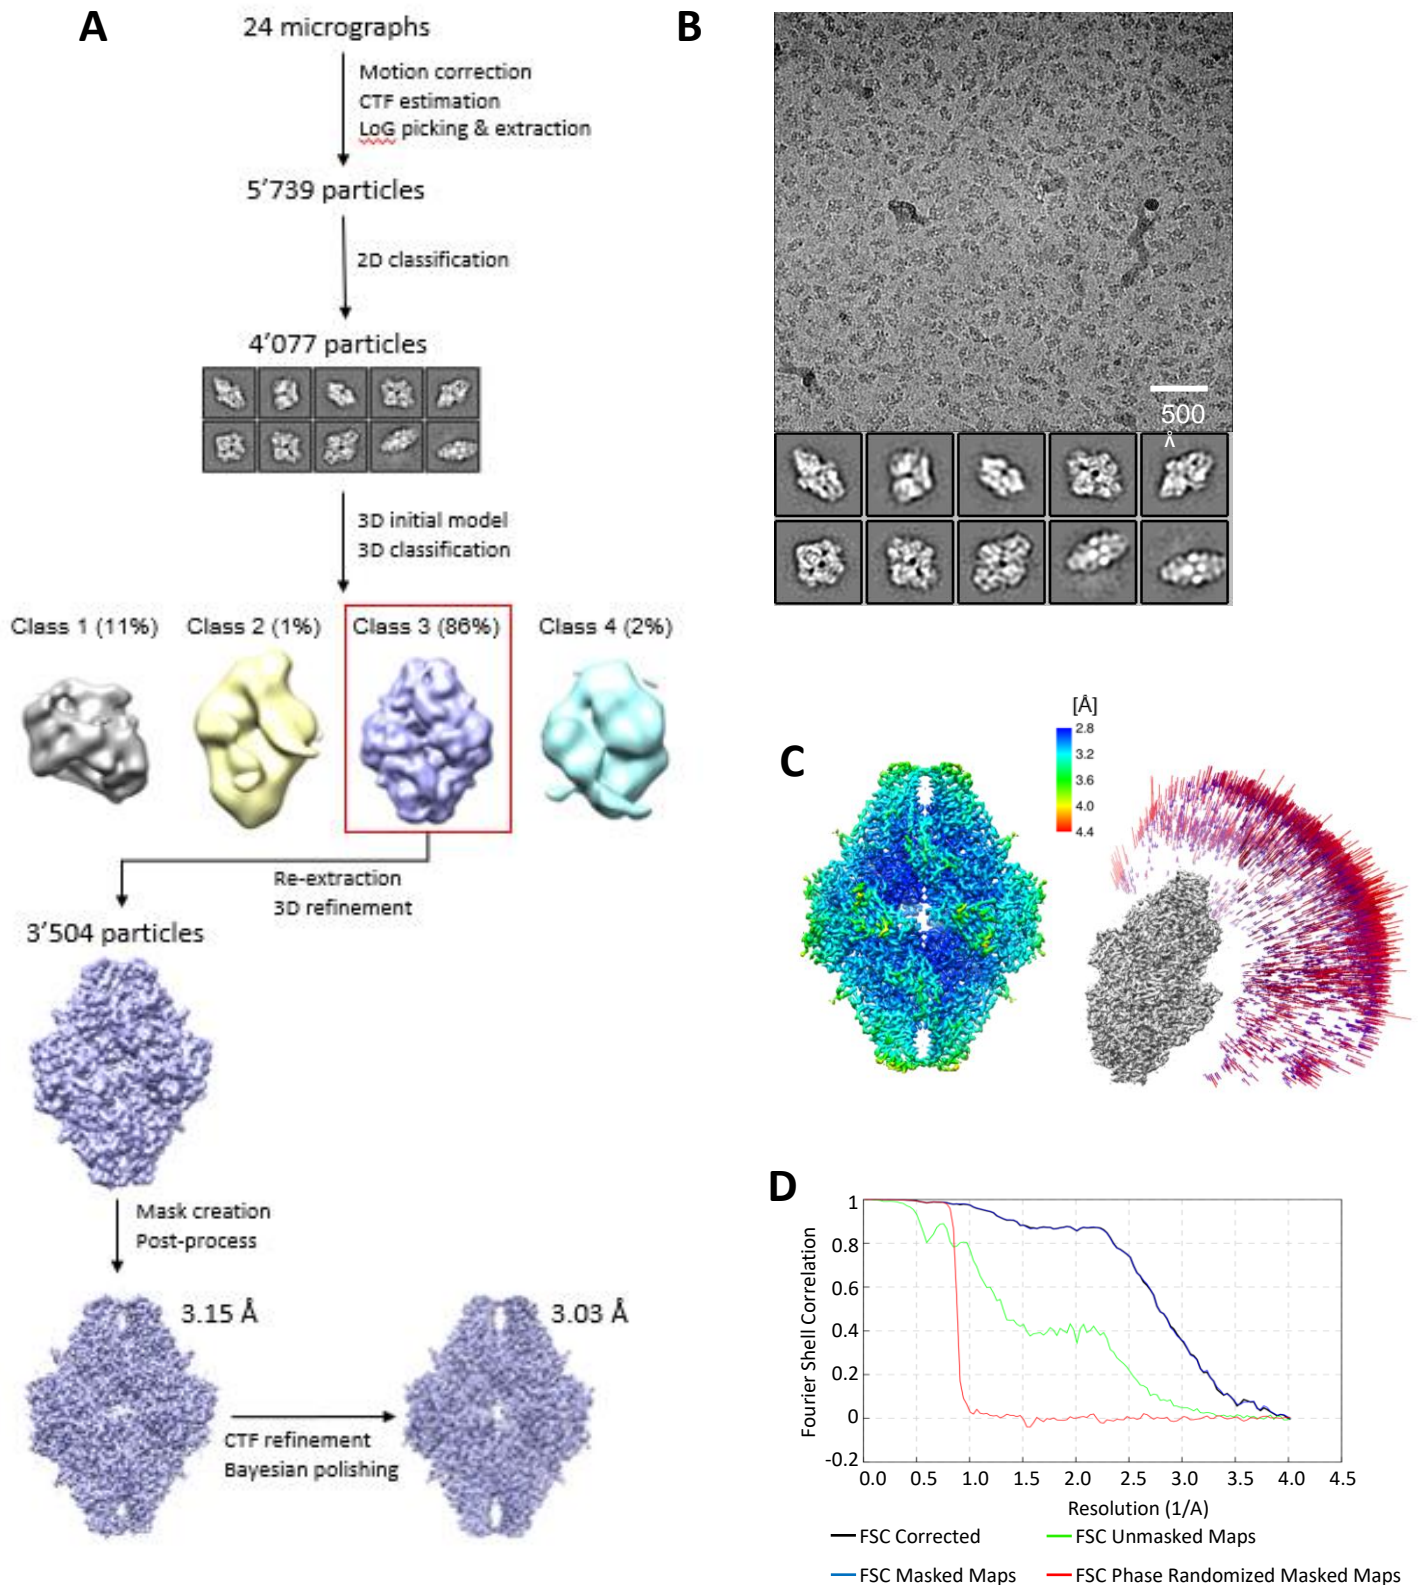 A
24 micrographs
Motion correction
CTF estimation
LoG picking & extraction
5’739 particles
2D classification
4’077 particles
3D initial model
3D classification
Class 1 (11%)
Class 2 (1%)
Class 3 (86%)
Class 4 (2%)
Re-extraction
3D refinement
3’504 particles
Mask creation
Post-process
3.15 Å
3.03 Å
CTF refinement
Bayesian polishing
B
500
Å
C
[Å]
2.8
3.2
3.6
4.0
4.4
D
Fourier Shell Correlation
1
0.8
0.6
0.4
0.2
0
-0.2
0.0 0.5 1.0 1.5 2.0 2.5 3.0 3.5 4.0 4.5
Resolution (1/A)
FSC Corrected
FSC Unmasked Maps
FSC Masked Maps
FSC Phase Randomized Masked Maps